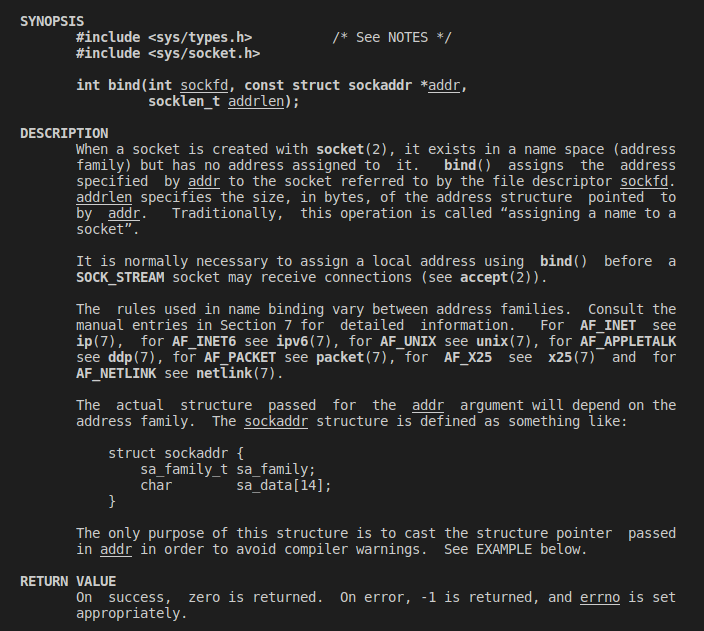 SYNOPSIS
#include <sys/types.h>          /* See NOTES */
#include <sys/socket.h>
int bind(int sockfd, const struct sockaddr *addr,
socklen_t addrlen);
DESCRIPTION
When a socket is created with socket(2), it exists in a name space (address
family) but has no address assigned to  it.   bind()  assigns  the  address
specified  by addr to the socket referred to by the file descriptor sockfd.
addrlen specifies the size, in bytes, of the address structure  pointed  to
by  addr.   Traditionally,  this operation is called “assigning a name to a
socket”.
It is normally necessary to assign a local address using  bind()  before  a
SOCK_STREAM socket may receive connections (see accept(2)).
The  rules used in name binding vary between address families.  Consult the
manual entries in Section 7 for  detailed  information.   For  AF_INET  see
ip(7),  for AF_INET6 see ipv6(7), for AF_UNIX see unix(7), for AF_APPLETALK
see ddp(7), for AF_PACKET see packet(7), for  AF_X25  see  x25(7)  and  for
AF_NETLINK see netlink(7).
The  actual  structure  passed  for  the  addr  argument will depend on the
address family.  The sockaddr structure is defined as something like:
struct sockaddr {
sa_family_t sa_family;
char        sa_data[14];
}
The only purpose of this structure is to cast the structure pointer  passed
in addr in order to avoid compiler warnings.  See EXAMPLE below.
RETURN VALUE
On  success,  zero is returned.  On error, -1 is returned, and errno is set
appropriately.